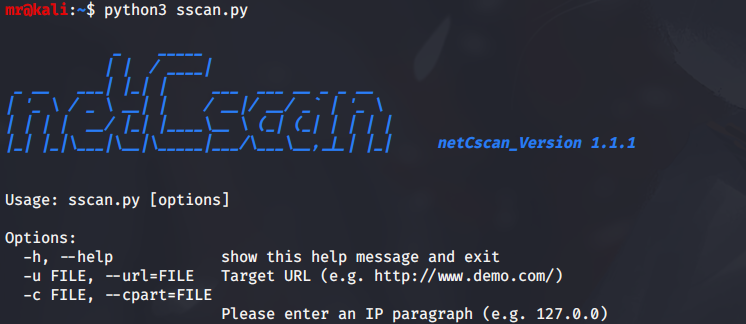 mr@kali:~$ python3 sscan.py
netCscan
netCscan_Version 1.1.1
Usage: sscan.py [options]
Options:
-h, --help show this help message and exit
-u FILE, --url=FILE Target URL (e.g. http://www.demo.com/)
-c FILE, --cpart=FILE
Please enter an IP paragraph (e.g. 127.0.0)